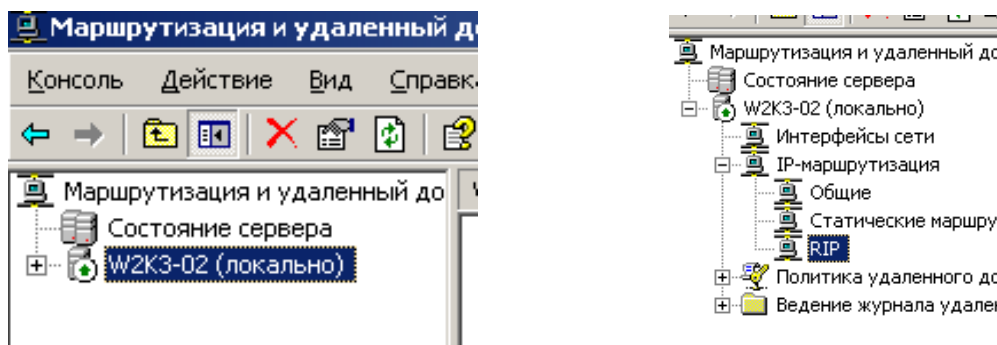 Маршрутизация и удаленный д
Консоль Действие Вид Справк
Маршрутизация и удаленный до
Состояние сервера
W2K3-02 (локально)
Маршрутизация и удаленный до
Состояние сервера
W2K3-02 (локально)
Интерфейсы сети
IP-маршрутизация
Общие
Статические маршру
RIP
Политика удаленного до
Ведение журнала удален